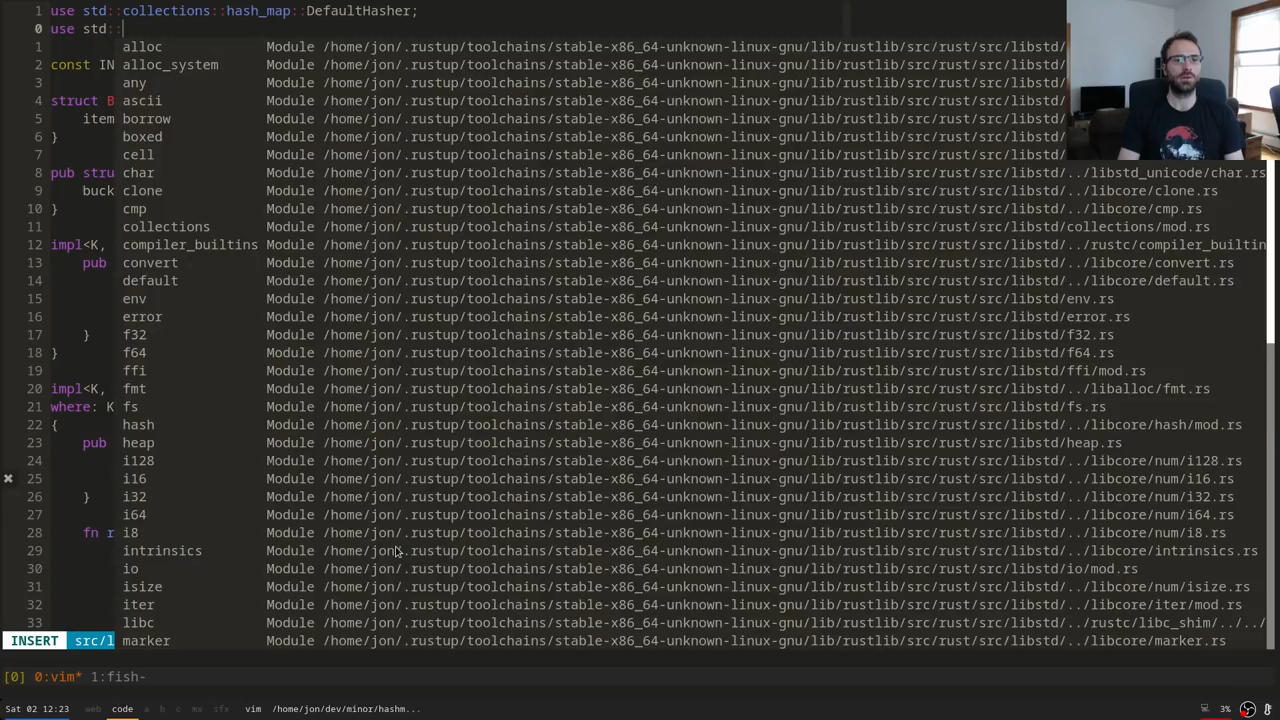 1 use std::collections::hash_map::DefaultHasher;
0 use std::
1 alloc Module /home/jon/.rustup/toolchains/stable-x86_64-unknown-linux-gnu/lib/rustlib/src/rust/src/libstd/
2 const IN alloc_system Module /home/jon/.rustup/toolchains/stable-x86_64-unknown-linux-gnu/lib/rustlib/src/rust/src/libstd/
3 any Module /home/jon/.rustup/toolchains/stable-x86_64-unknown-linux-gnu/lib/rustlib/src/rust/src/libstd/
4 struct B ascii Module /home/jon/.rustup/toolchains/stable-x86_64-unknown-linux-gnu/lib/rustlib/src/rust/src/libstd/
5 item borrow Module /home/jon/.rustup/toolchains/stable-x86_64-unknown-linux-gnu/lib/rustlib/src/rust/src/libstd/
6 } boxed Module /home/jon/.rustup/toolchains/stable-x86_64-unknown-linux-gnu/lib/rustlib/src/rust/src/libstd/
7 cell Module /home/jon/.rustup/toolchains/stable-x86_64-unknown-linux-gnu/lib/rustlib/src/rust/src/libstd/
8 pub stru char Module /home/jon/.rustup/toolchains/stable-x86_64-unknown-linux-gnu/lib/rustlib/src/rust/src/libstd/../libstd_unicode/char.rs
9 buck clone Module /home/jon/.rustup/toolchains/stable-x86_64-unknown-linux-gnu/lib/rustlib/src/rust/src/libstd/../libcore/clone.rs
10 } cmp Module /home/jon/.rustup/toolchains/stable-x86_64-unknown-linux-gnu/lib/rustlib/src/rust/src/libstd/../libcore/cmp.rs
11 collections Module /home/jon/.rustup/toolchains/stable-x86_64-unknown-linux-gnu/lib/rustlib/src/rust/src/libstd/collections/mod.rs
12 impl<K, compiler_builtins Module /home/jon/.rustup/toolchains/stable-x86_64-unknown-linux-gnu/lib/rustlib/src/rust/src/libstd/../rustc/compiler_builtin
13 pub convert Module /home/jon/.rustup/toolchains/stable-x86_64-unknown-linux-gnu/lib/rustlib/src/rust/src/libstd/../libcore/convert.rs
14 default Module /home/jon/.rustup/toolchains/stable-x86_64-unknown-linux-gnu/lib/rustlib/src/rust/src/libstd/../libcore/default.rs
15 env Module /home/jon/.rustup/toolchains/stable-x86_64-unknown-linux-gnu/lib/rustlib/src/rust/src/libstd/env.rs
16 error Module /home/jon/.rustup/toolchains/stable-x86_64-unknown-linux-gnu/lib/rustlib/src/rust/src/libstd/error.rs
17 } f32 Module /home/jon/.rustup/toolchains/stable-x86_64-unknown-linux-gnu/lib/rustlib/src/rust/src/libstd/f32.rs
18 } f64 Module /home/jon/.rustup/toolchains/stable-x86_64-unknown-linux-gnu/lib/rustlib/src/rust/src/libstd/f64.rs
19 ffi Module /home/jon/.rustup/toolchains/stable-x86_64-unknown-linux-gnu/lib/rustlib/src/rust/src/libstd/ffi/mod.rs
20 impl<K, fmt Module /home/jon/.rustup/toolchains/stable-x86_64-unknown-linux-gnu/lib/rustlib/src/rust/src/libstd/../liballoc/fmt.rs
21 where: K fs Module /home/jon/.rustup/toolchains/stable-x86_64-unknown-linux-gnu/lib/rustlib/src/rust/src/libstd/fs.rs
22 { hash Module /home/jon/.rustup/toolchains/stable-x86_64-unknown-linux-gnu/lib/rustlib/src/rust/src/libstd/../libcore/hash/mod.rs
23 pub heap Module /home/jon/.rustup/toolchains/stable-x86_64-unknown-linux-gnu/lib/rustlib/src/rust/src/libstd/heap.rs
24 i128 Module /home/jon/.rustup/toolchains/stable-x86_64-unknown-linux-gnu/lib/rustlib/src/rust/src/libstd/../libcore/num/i128.rs
25 i16 Module /home/jon/.rustup/toolchains/stable-x86_64-unknown-linux-gnu/lib/rustlib/src/rust/src/libstd/../libcore/num/i16.rs
26 } i32 Module /home/jon/.rustup/toolchains/stable-x86_64-unknown-linux-gnu/lib/rustlib/src/rust/src/libstd/../libcore/num/i32.rs
27 i64 Module /home/jon/.rustup/toolchains/stable-x86_64-unknown-linux-gnu/lib/rustlib/src/rust/src/libstd/../libcore/num/i64.rs
28 fn r i8 Module /home/jon/.rustup/toolchains/stable-x86_64-unknown-linux-gnu/lib/rustlib/src/rust/src/libstd/../libcore/num/i8.rs
29 intrinsics Module /home/jon/.rustup/toolchains/stable-x86_64-unknown-linux-gnu/lib/rustlib/src/rust/src/libstd/../libcore/intrinsics.rs
30 io Module /home/jon/.rustup/toolchains/stable-x86_64-unknown-linux-gnu/lib/rustlib/src/rust/src/libstd/io/mod.rs
31 isize Module /home/jon/.rustup/toolchains/stable-x86_64-unknown-linux-gnu/lib/rustlib/src/rust/src/libstd/../libcore/num/isize.rs
32 iter Module /home/jon/.rustup/toolchains/stable-x86_64-unknown-linux-gnu/lib/rustlib/src/rust/src/libstd/../libcore/iter/mod.rs
33 libc Module /home/jon/.rustup/toolchains/stable-x86_64-unknown-linux-gnu/lib/rustlib/src/rust/src/libstd/../rustc/libc_shim/../../
INSERT src/l marker Module /home/jon/.rustup/toolchains/stable-x86_64-unknown-linux-gnu/lib/rustlib/src/rust/src/libstd/../libcore/marker.rs
[0] 0:vim* 1:fish-
Sat 02 12:23 web code a b c mx sfx vim /home/jon/dev/minor/hashm... 3%